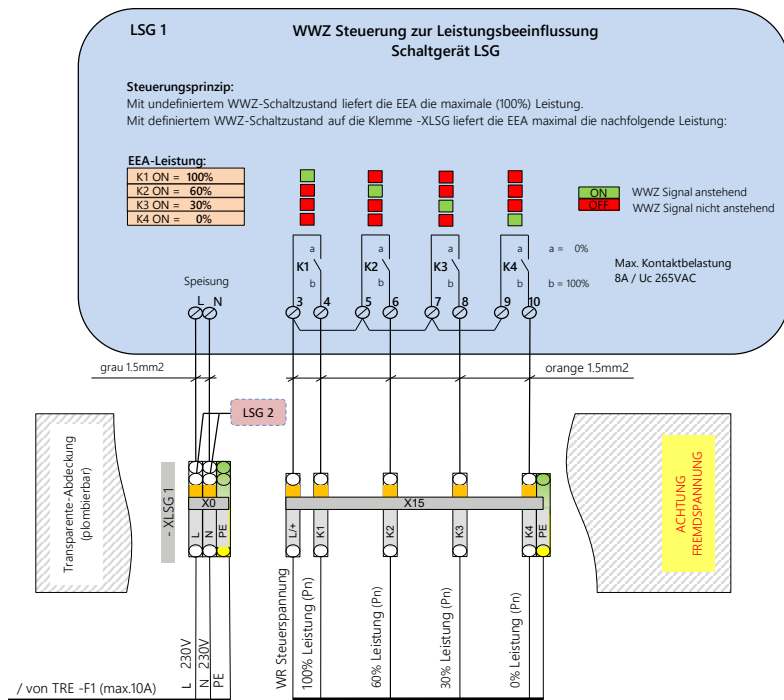 LSG 1
WWZ Steuerung zur Leistungsbeeinflussung
Schaltgerät LSG
Steuerungsprinzip:
Mit undefiniertem WWZ-Schaltzustand liefert die EEA die maximale (100%) Leistung.
Mit definiertem WWZ-Schaltzustand auf die Klemme -XLSG liefert die EEA maximal die nachfolgende Leistung:
EEA-Leistung:
K1 ON = 100%
K2 ON = 60%
K3 ON = 30%
K4 ON = 0%
ON WWZ Signal anstehend
OFF WWZ Signal nicht anstehend
a a a a a = 0%
K1 K2 K3 K4
Max. Kontaktbelastung
8A / Uc 265VAC
b b b b b = 100%
Speisung
L N 3 4 5 6 7 8 9 10
grau 1.5mm2
orange 1.5mm2
LSG 2
Transparente-Abdeckung
(plombierbar)
- XLSG 1
X0
X15
L N PE
L/+ K1 K2 K3 K4 PE
ACHTUNG
FREMDSPANNUNG
L 230V
N 230V
PE
WR Steuerspannung
100% Leistung (Pn)
60% Leistung (Pn)
30% Leistung (Pn)
0% Leistung (Pn)
/ von TRE -F1 (max.10A)